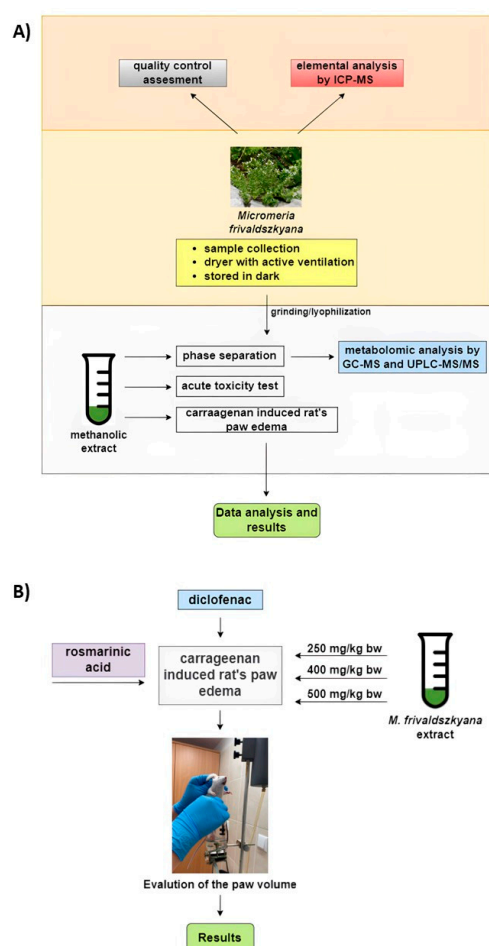 A)
quality control
assesment
elemental analysis
by ICP-MS
Micromeria
frivaldszkyana
• sample collection
• dryer with active ventilation
• stored in dark
grinding/lyophilization
phase separation
metabolomic analysis by
GC-MS and UPLC-MS/MS
acute toxicity test
carraagenan induced rat's
paw edema
methanolic
extract
Data analysis and
results
B)
diclofenac
rosmarinic
acid
carrageenan
induced rat's paw
edema
250 mg/kg bw
400 mg/kg bw
500 mg/kg bw
M. frivaldszkyana
extract
Evalution of the paw volume
Results